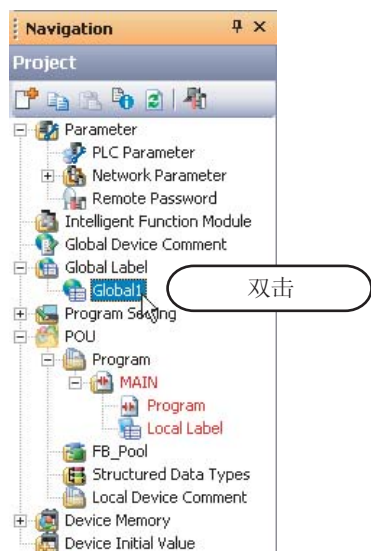 Navigation
Project
Parameter
PLC Parameter
Network Parameter
Remote Password
Intelligent Function Module
Global Device Comment
Global Label
Global1
双击
Program Setting
POU
Program
MAIN
Program
Local Label
FB_Pool
Structured Data Types
Local Device Comment
Device Memory
Device Initial Value